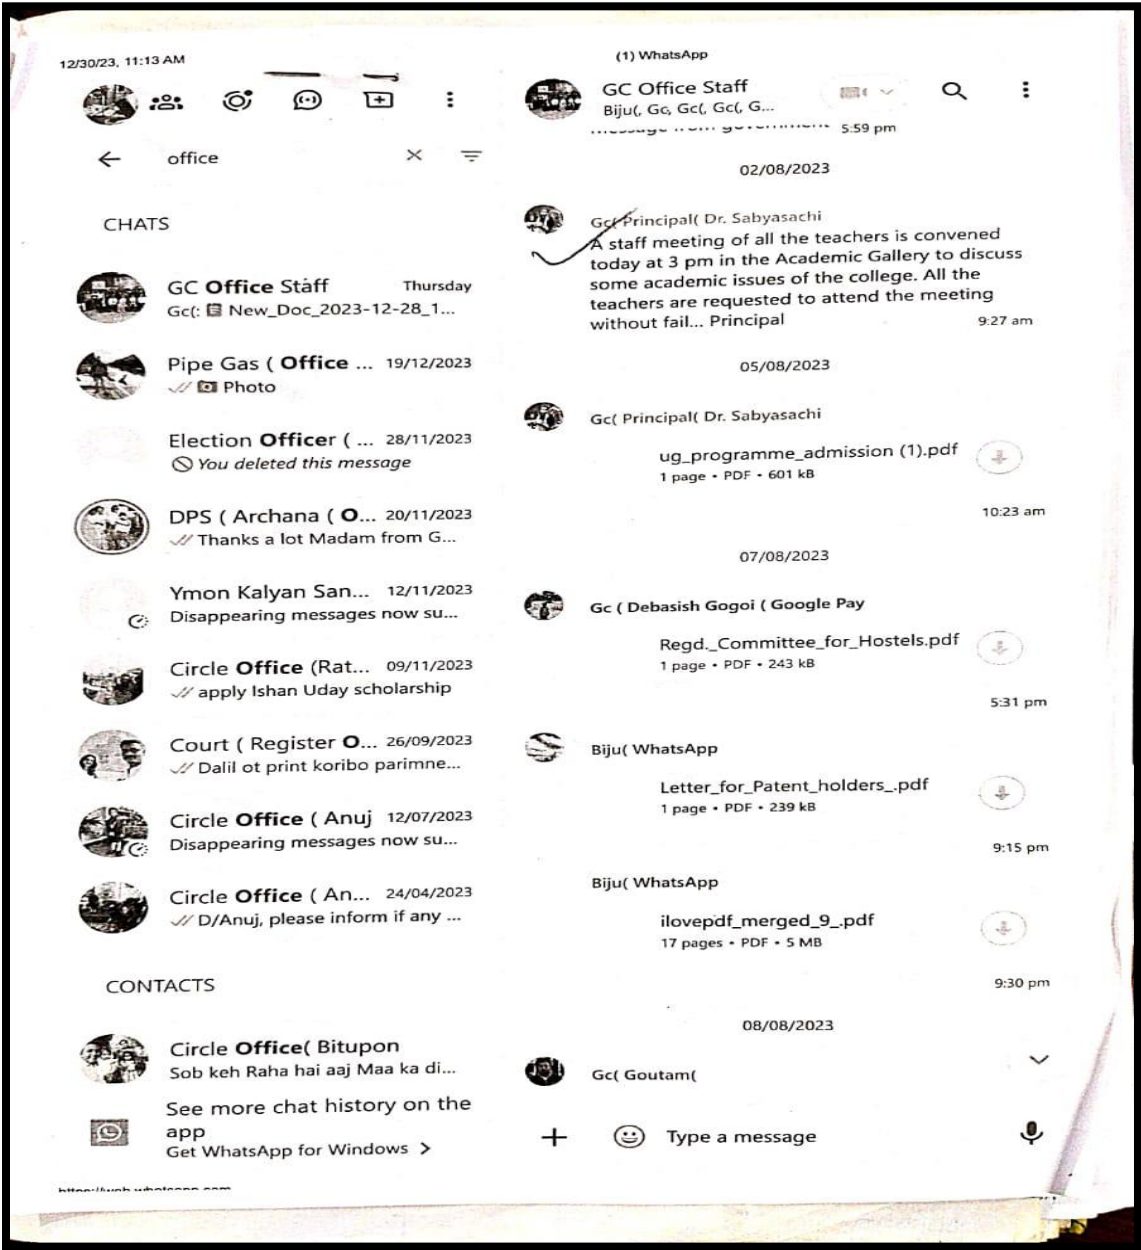 12/30/23, 11:13 AM
(1) WhatsApp
office
CHATS
GC Office Staff Thursday
Gc(: New_Doc_2023-12-28_1...
Pipe Gas ( Office ... 19/12/2023
Photo
Election Officer ( ... 28/11/2023
You deleted this message
DPS ( Archana ( O... 20/11/2023
Thanks a lot Madam from G...
Ymon Kalyan San... 12/11/2023
Disappearing messages now su...
Circle Office (Rat... 09/11/2023
apply Ishan Uday scholarship
Court ( Register O... 26/09/2023
Dalil ot print koribo parimne...
Circle Office ( Anuj 12/07/2023
Disappearing messages now su...
Circle Office ( An... 24/04/2023
D/Anuj, please inform if any ...
CONTACTS
Circle Office( Bitupon
Sob keh Raha hai aaj Maa ka di...
See more chat history on the
app
Get WhatsApp for Windows >
https://web.whatsapp.com
GC Office Staff
Biju(, Gc, Gc(, Gc(, G...
message from government 5:59 pm
02/08/2023
Gc( Principal( Dr. Sabyasachi
A staff meeting of all the teachers is convened
today at 3 pm in the Academic Gallery to discuss
some academic issues of the college. All the
teachers are requested to attend the meeting
without fail... Principal 9:27 am
05/08/2023
Gc( Principal( Dr. Sabyasachi
ug_programme_admission (1).pdf
1 page • PDF • 601 kB
10:23 am
07/08/2023
Gc ( Debasish Gogoi ( Google Pay
Regd._Committee_for_Hostels.pdf
1 page • PDF • 243 kB
5:31 pm
Biju( WhatsApp
Letter_for_Patent_holders_.pdf
1 page • PDF • 239 kB
9:15 pm
Biju( WhatsApp
ilovepdf_merged_9_.pdf
17 pages • PDF • 5 MB
9:30 pm
08/08/2023
Gc( Goutam(
Type a message